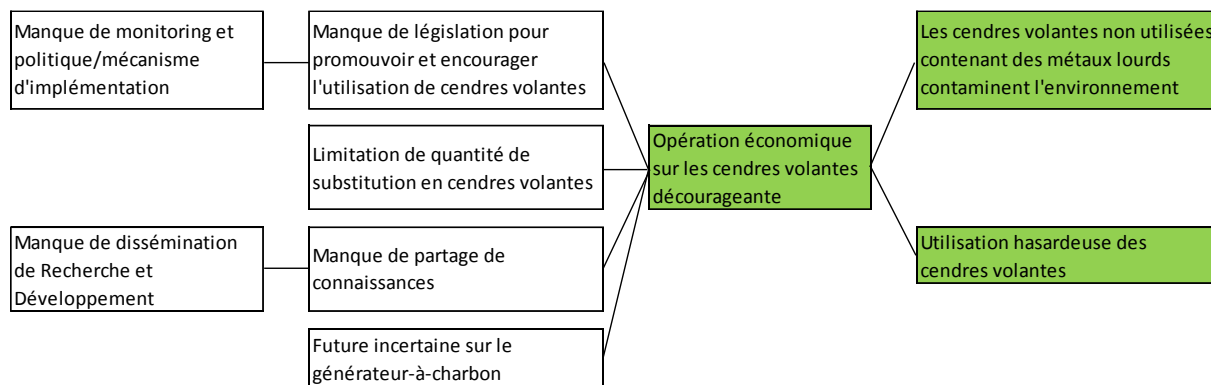 Manque de monitoring et
politique/mécanisme
d'implémentation
Manque de législation pour
promouvoir et encourager
l'utilisation de cendres volantes
Les cendres volantes non utilisées
contenant des métaux lourds
contaminent l'environnement
Limitation de quantité de
substitution en cendres volantes
Opération économique
sur les cendres volantes
décourageante
Manque de dissémination
de Recherche et
Développement
Manque de partage de
connaissances
Utilisation hasardeuse des
cendres volantes
Future incertaine sur le
générateur-à-charbon